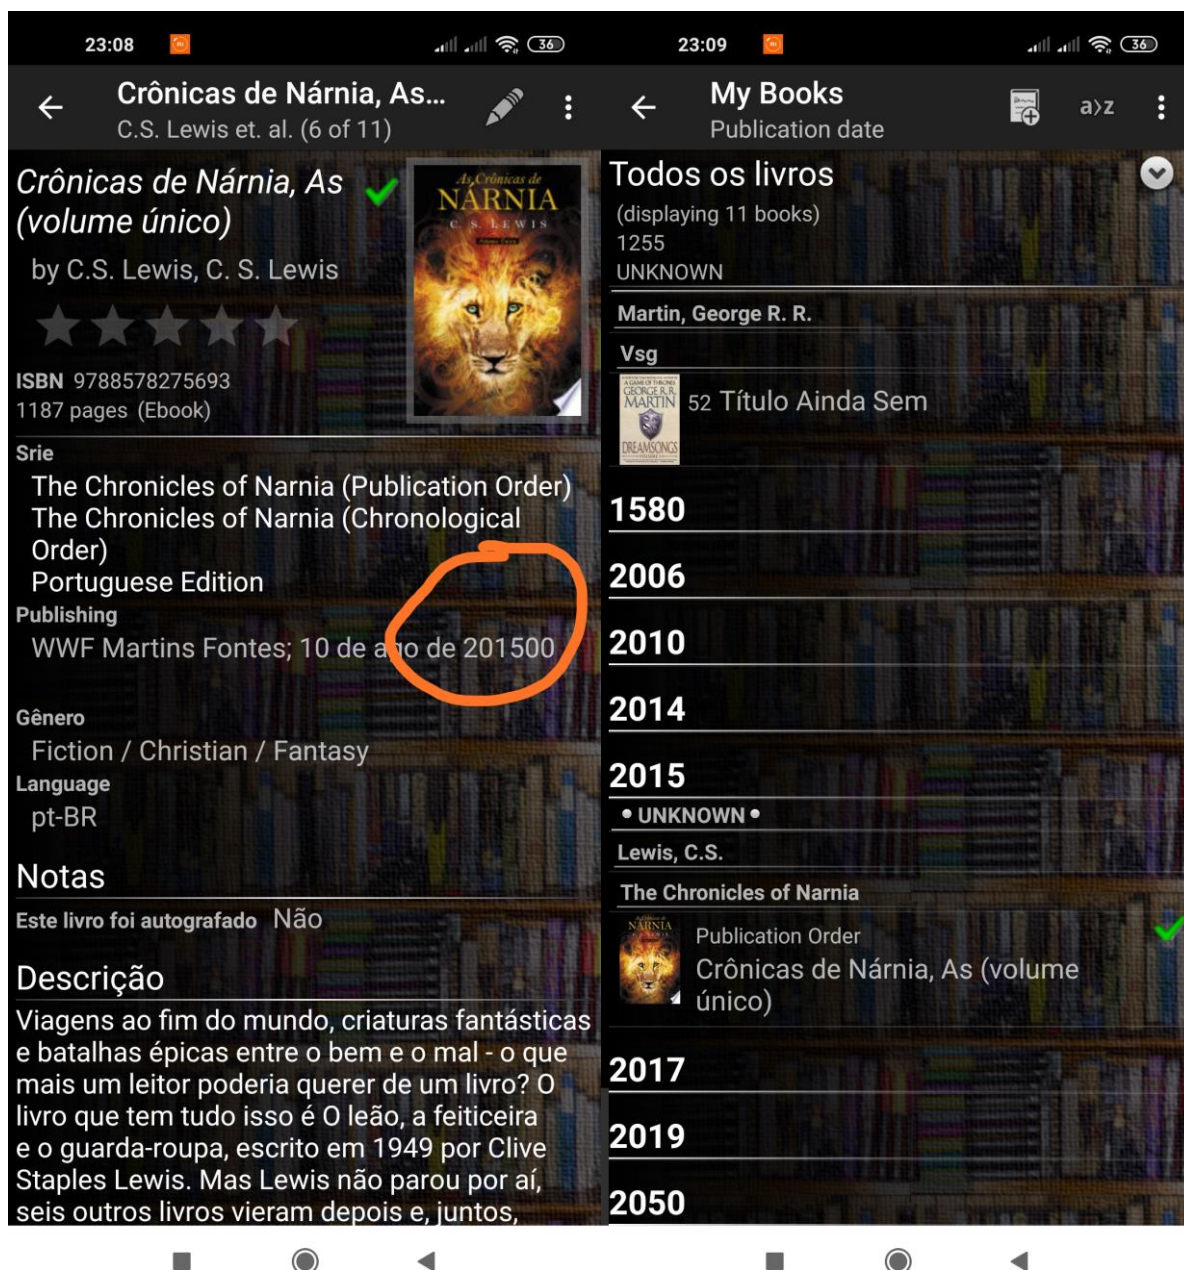 23:08
36
Crônicas de Nárnia, As...
C.S. Lewis et. al. (6 of 11)
Crônicas de Nárnia, As
(volume único)
by C.S. Lewis, C. S. Lewis
As Crônicas de
NÁRNIA
C. S. LEWIS
ISBN 9788578275693
1187 pages (Ebook)
Srie
The Chronicles of Narnia (Publication Order)
The Chronicles of Narnia (Chronological
Order)
Portuguese Edition
Publishing
WWF Martins Fontes; 10 de ago de 201500
Gênero
Fiction / Christian / Fantasy
Language
pt-BR
Notas
Este livro foi autografado Não
Descrição
Viagens ao fim do mundo, criaturas fantásticas
e batalhas épicas entre o bem e o mal - o que
mais um leitor poderia querer de um livro? O
livro que tem tudo isso é O leão, a feiticeira
e o guarda-roupa, escrito em 1949 por Clive
Staples Lewis. Mas Lewis não parou por aí,
seis outros livros vieram depois e, juntos,
23:09
36
My Books
Publication date
a>z
Todos os livros
(displaying 11 books)
1255
UNKNOWN
Martin, George R. R.
Vsg
A GAME OF THRONES
GEORGE R.R.
MARTIN
DREAMSONGS
52 Título Ainda Sem
1580
2006
2010
2014
2015
• UNKNOWN •
Lewis, C.S.
The Chronicles of Narnia
NÁRNIA
Publication Order
Crônicas de Nárnia, As (volume
único)
2017
2019
2050